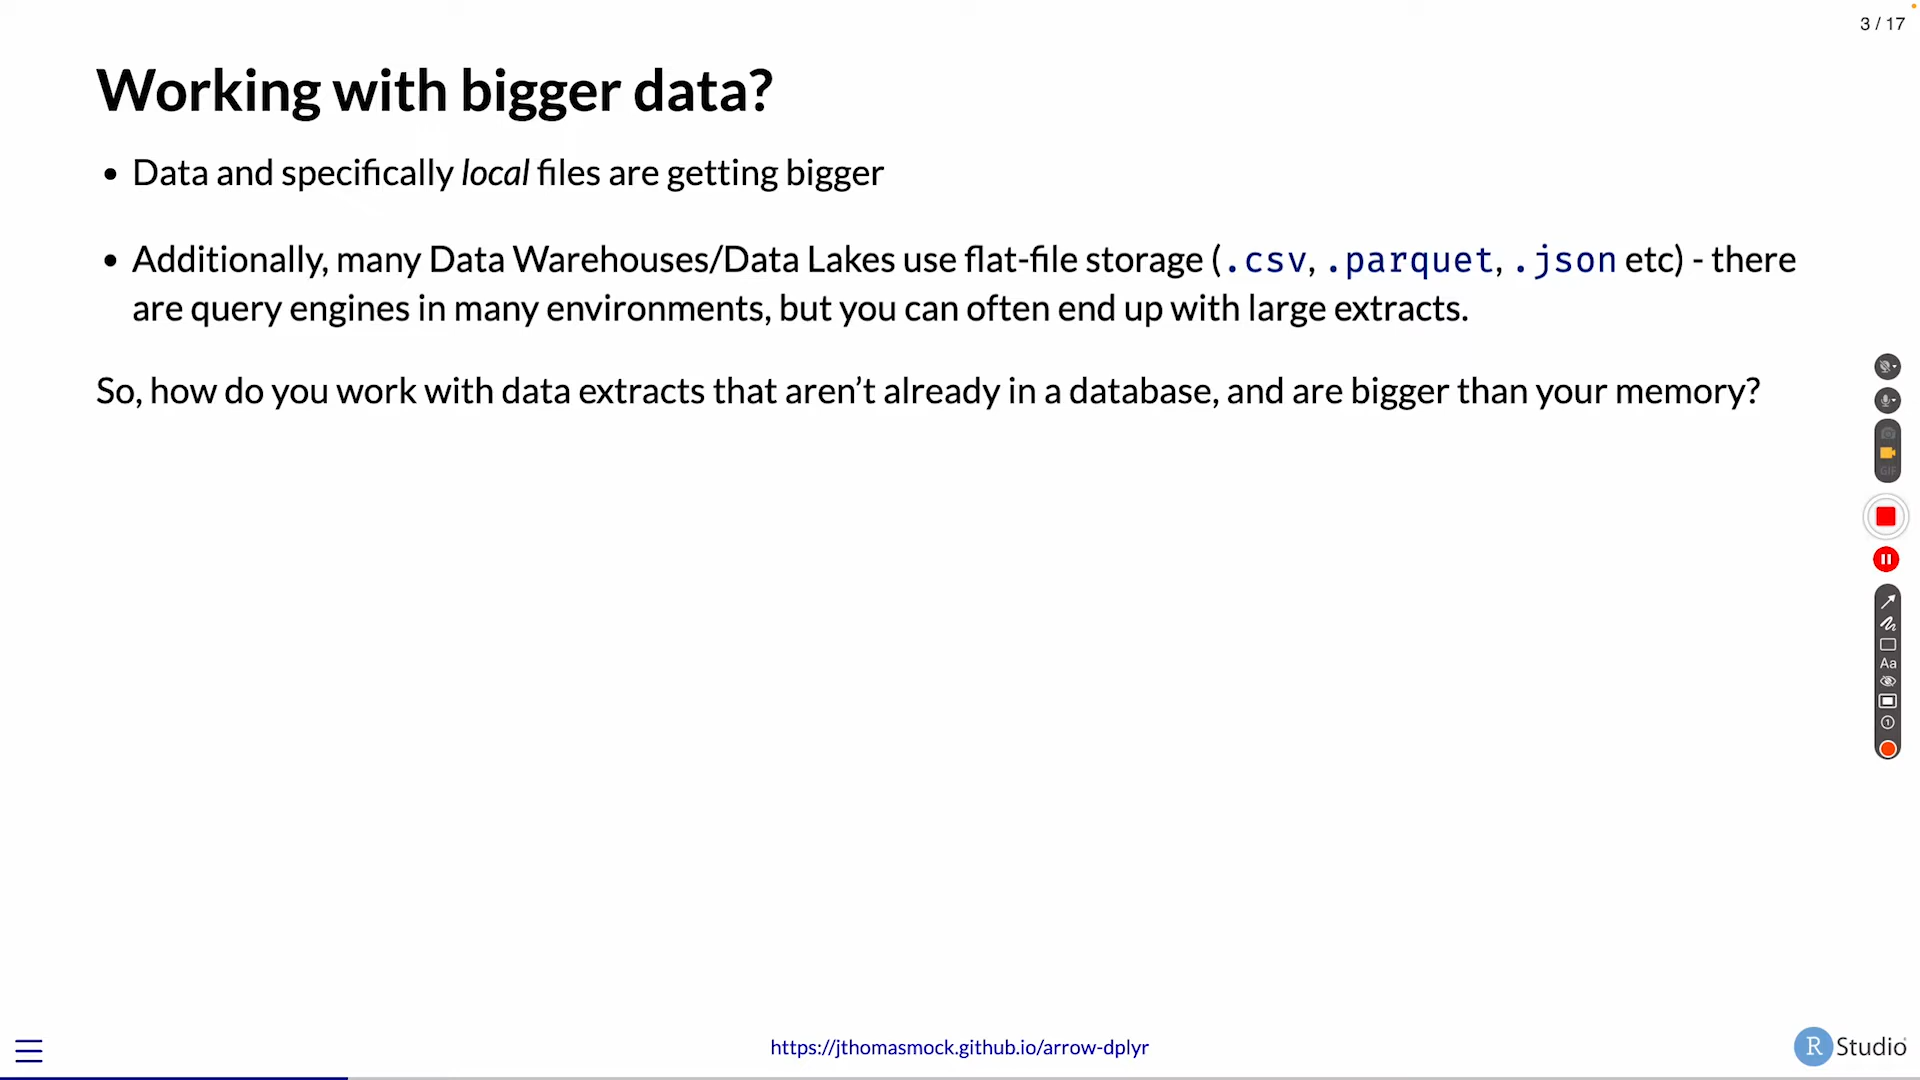 3 / 17
Working with bigger data?
• Data and specifically local files are getting bigger
• Additionally, many Data Warehouses/Data Lakes use flat-file storage (.csv, .parquet, .json etc) - there
are query engines in many environments, but you can often end up with large extracts.
So, how do you work with data extracts that aren’t already in a database, and are bigger than your memory?
GIF
Aa
1
https://jthomasmock.github.io/arrow-dplyr
R Studio